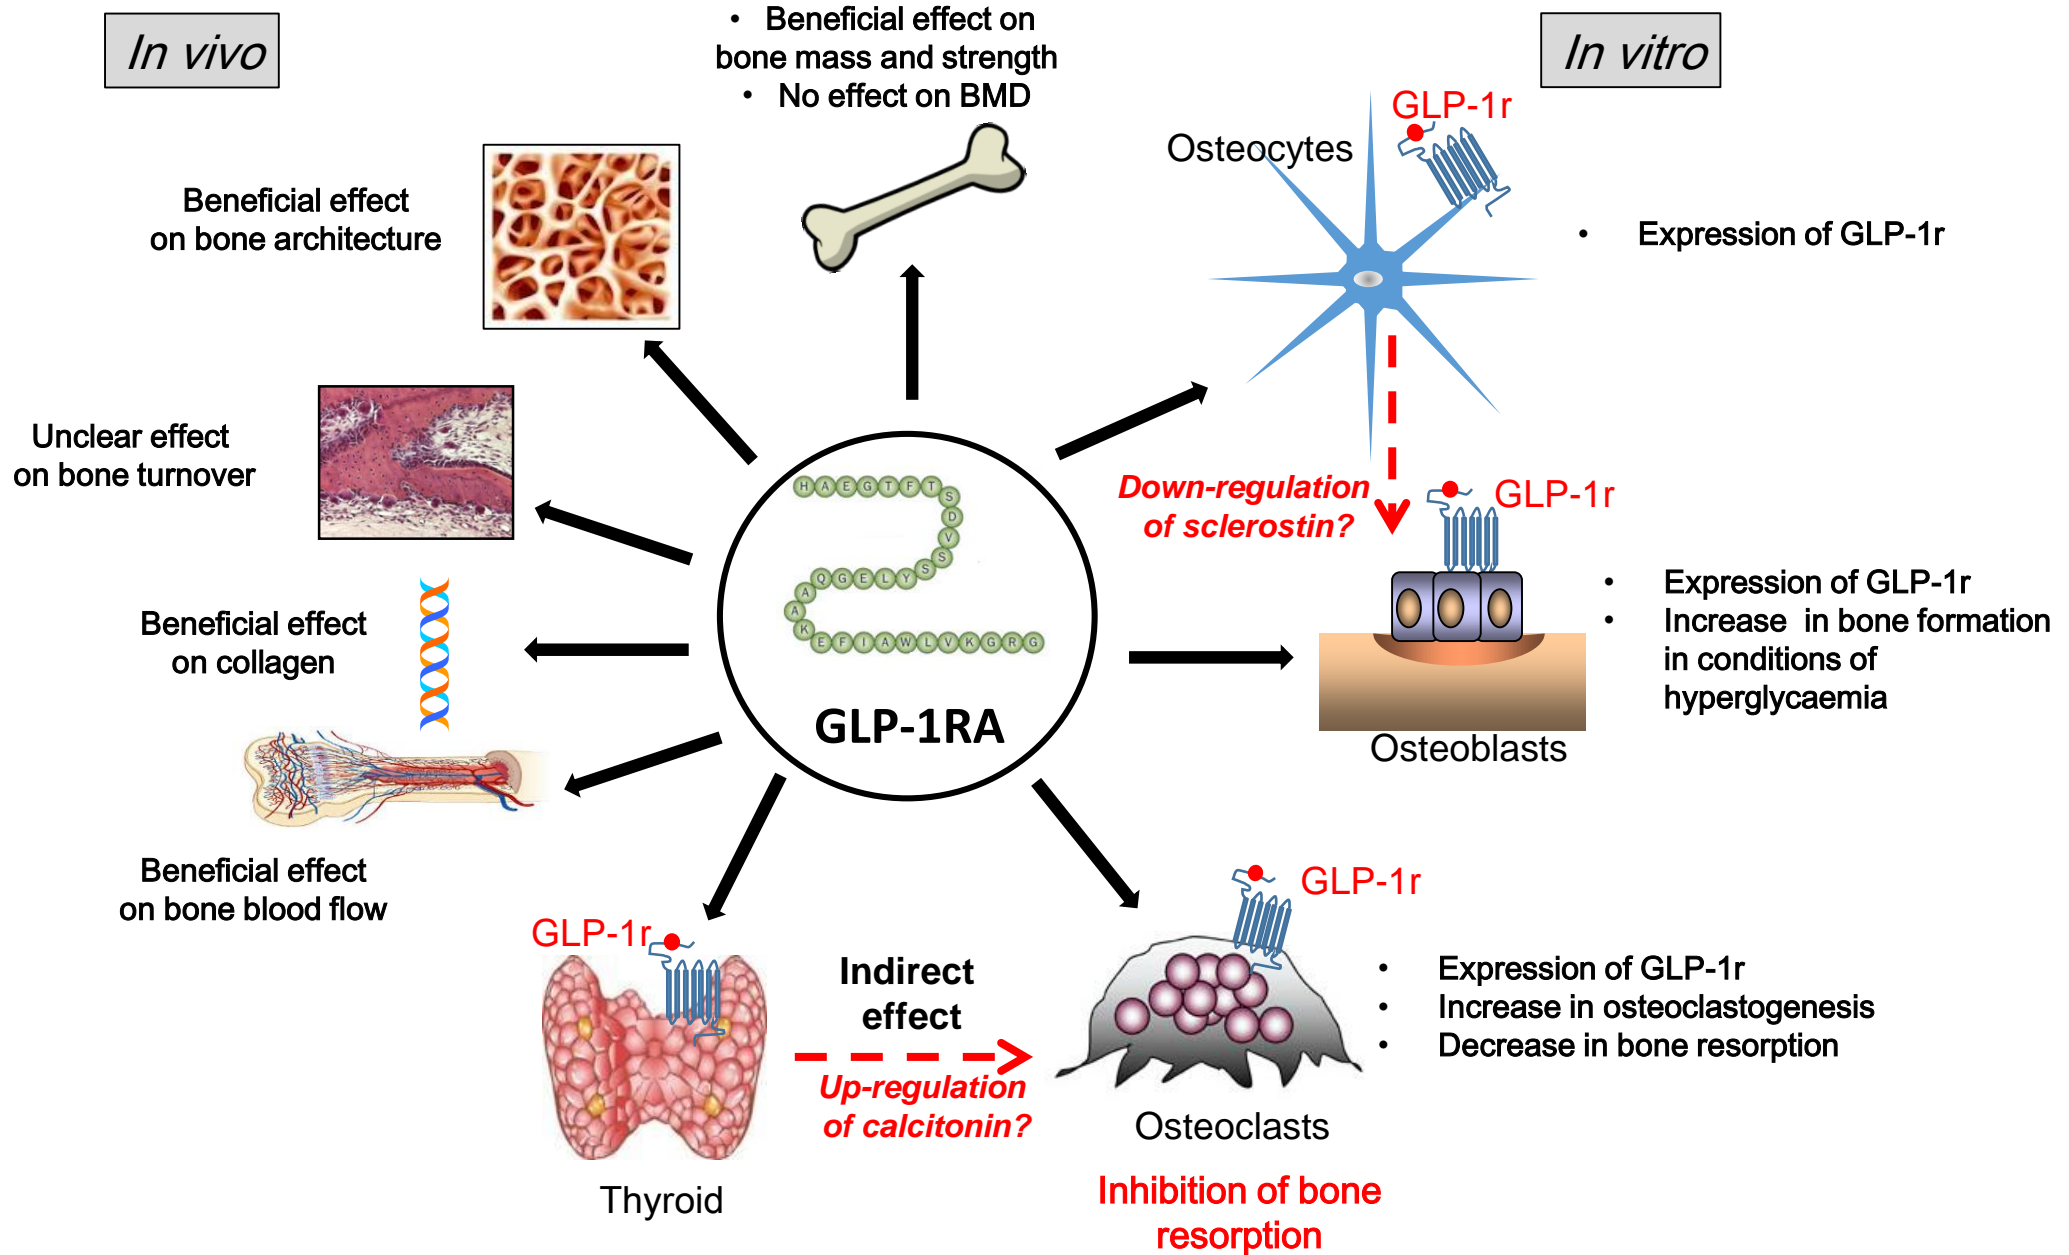 In vivo
• Beneficial effect on
bone mass and strength
• No effect on BMD
In vitro
GLP-1r
Osteocytes
• Expression of GLP-1r
Beneficial effect
on bone architecture
Unclear effect
on bone turnover
Down-regulation
of sclerostin?
GLP-1r
• Expression of GLP-1r
• Increase in bone formation
in conditions of
hyperglycaemia
Osteoblasts
HAEGTFT
S
D
V
S
S
Y
L
E
G
Q
A
A
K
EFIAWLVKGRG
GLP-1RA
Beneficial effect
on collagen
Beneficial effect
on bone blood flow
GLP-1r
Thyroid
Indirect
effect
Up-regulation
of calcitonin?
GLP-1r
• Expression of GLP-1r
• Increase in osteoclastogenesis
• Decrease in bone resorption
Osteoclasts
Inhibition of bone
resorption